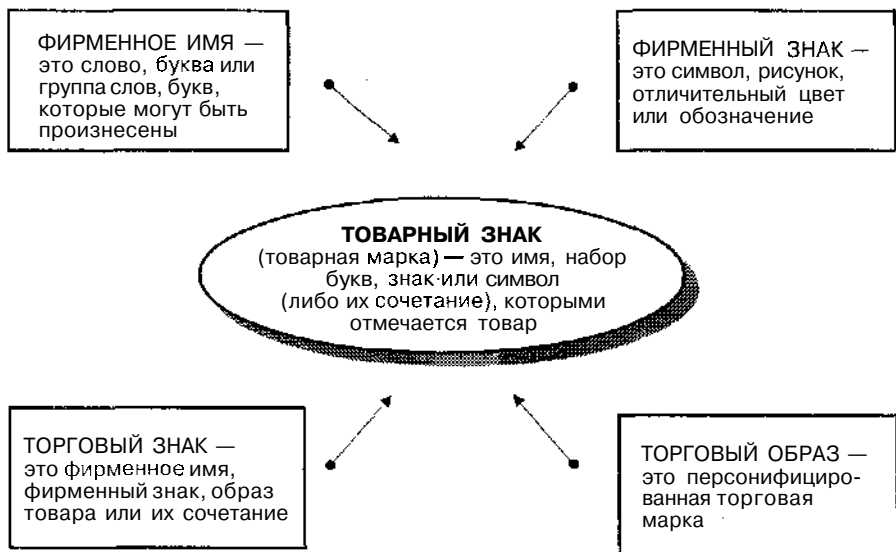 ФИРМЕННОЕ ИМЯ —
это слово, буква или
группа слов, букв,
которые могут быть
произнесены
ФИРМЕННЫЙ ЗНАК —
это символ, рисунок,
отличительный цвет
или обозначение
ТОВАРНЫЙ ЗНАК
(товарная марка) — это имя, набор
букв, знак или символ
(либо их сочетание), которыми
отмечается товар
ТОРГОВЫЙ ЗНАК —
это фирменное имя,
фирменный знак, образ
товара или их сочетание
ТОРГОВЫЙ ОБРАЗ —
это персонифициро-
ванная торговая
марка